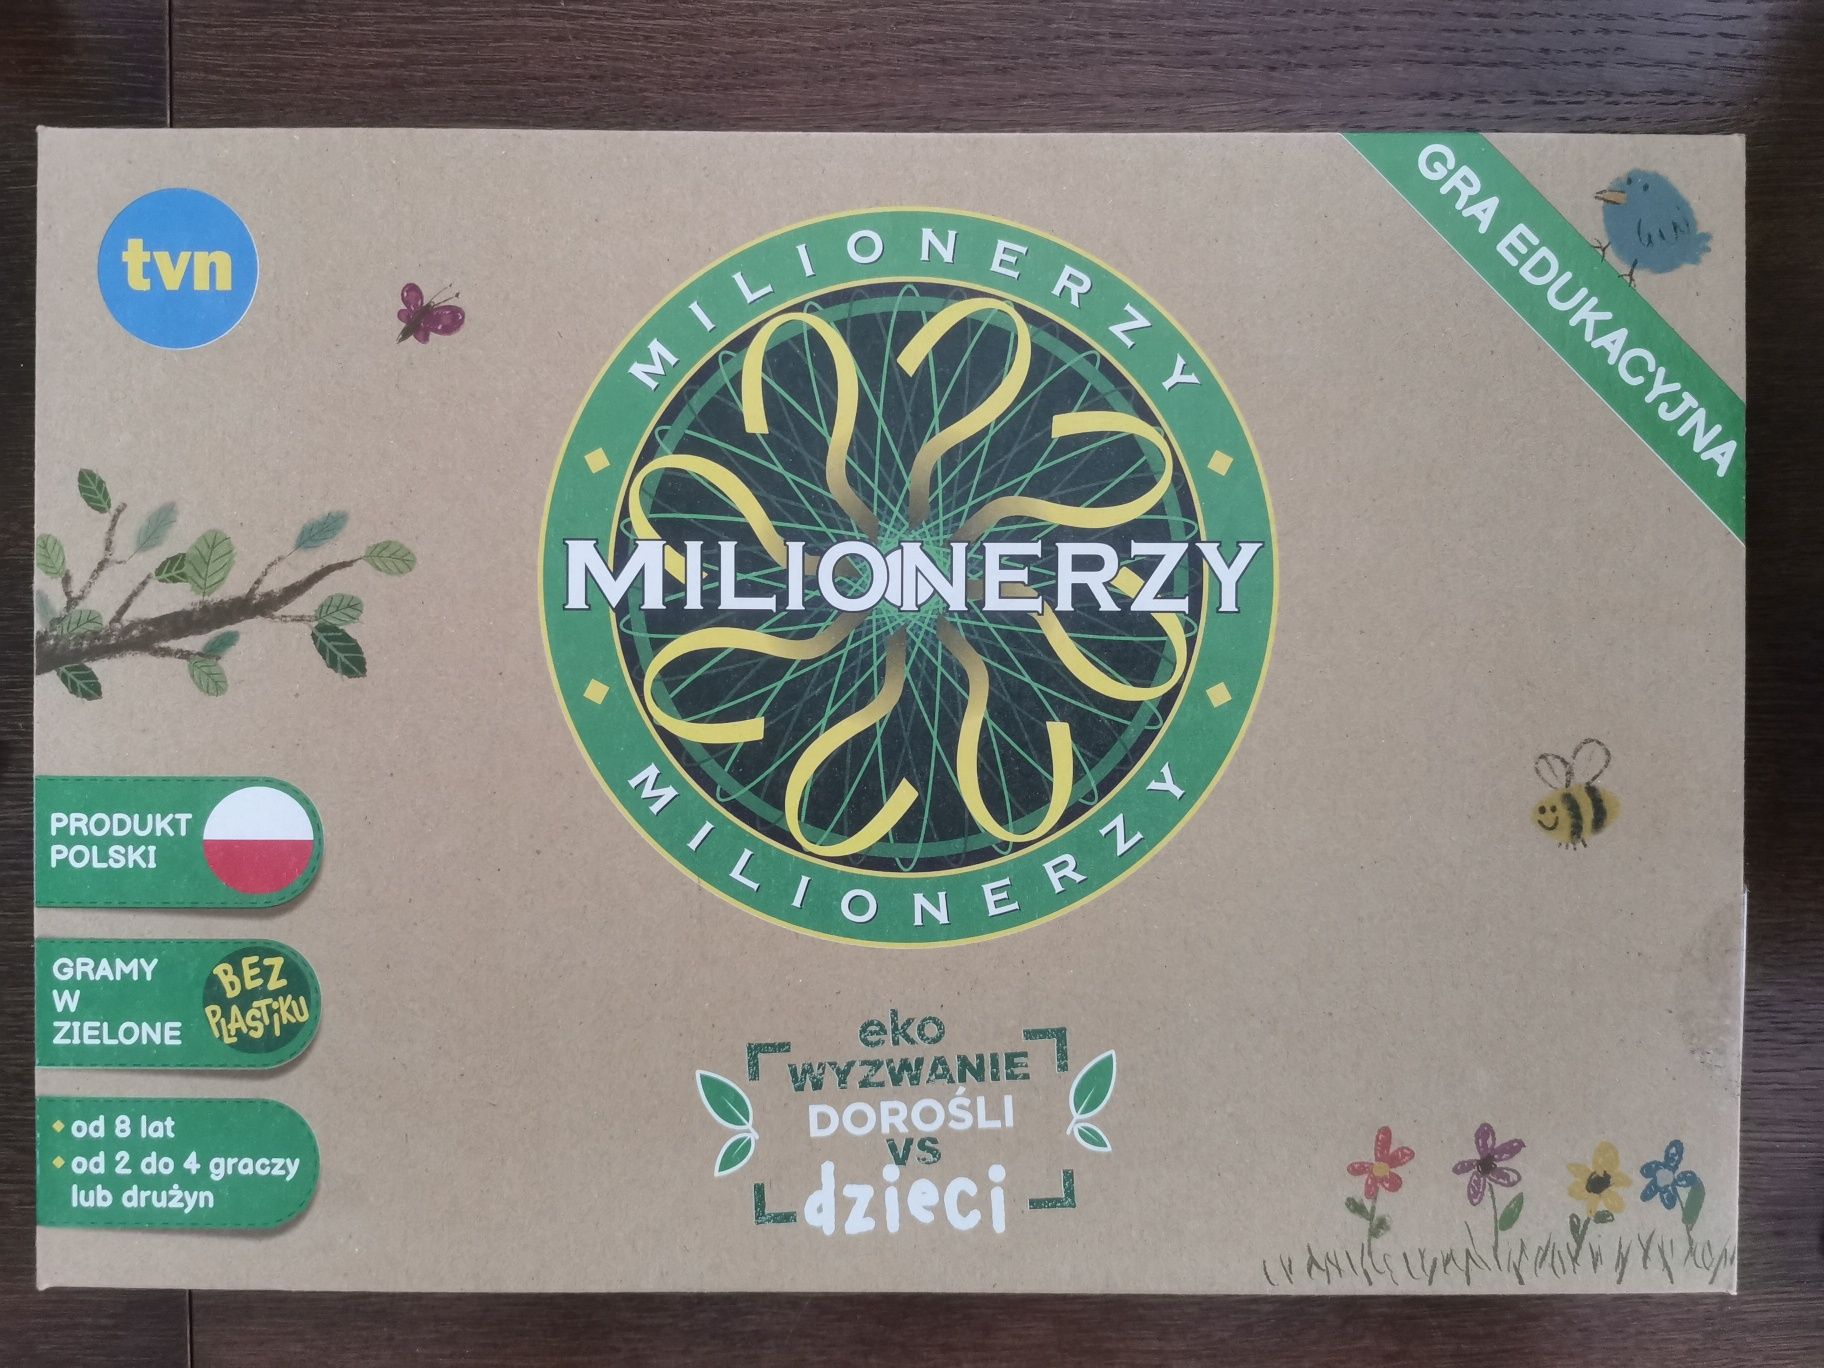 tvn
GRA EDUKACYJNA
MILIONERZY
MILIONERZY
MILIONERZY
PRODUKT
POLSKI
GRAMY
W
ZIELONE
BEZ
PLASTiKU
od 8 lat
od 2 do 4 graczy
lub drużyn
eko
WYZWANIE
DOROŚLI
VS
dzieci